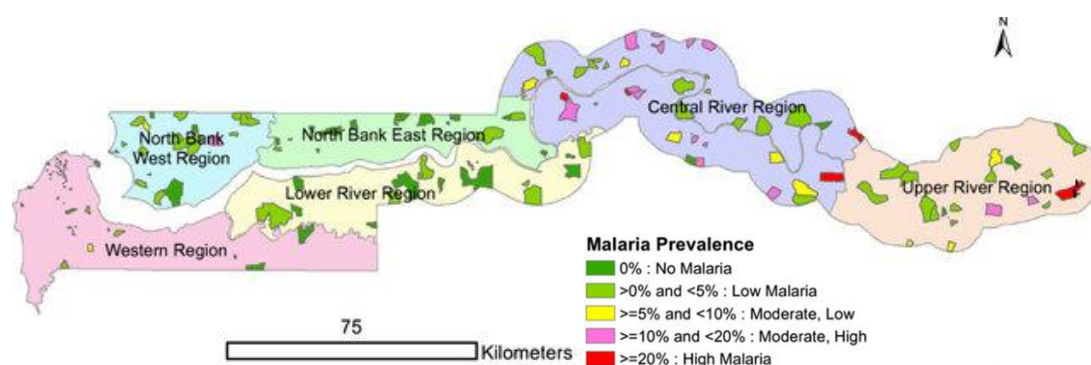 N
North Bank
West Region
North Bank East Region
Central River Region
Lower River Region
Upper River Region
Western Region
Malaria Prevalence
0% : No Malaria
>0% and <5% : Low Malaria
>=5% and <10% : Moderate, Low
>=10% and <20% : Moderate, High
>=20% : High Malaria
75
Kilometers